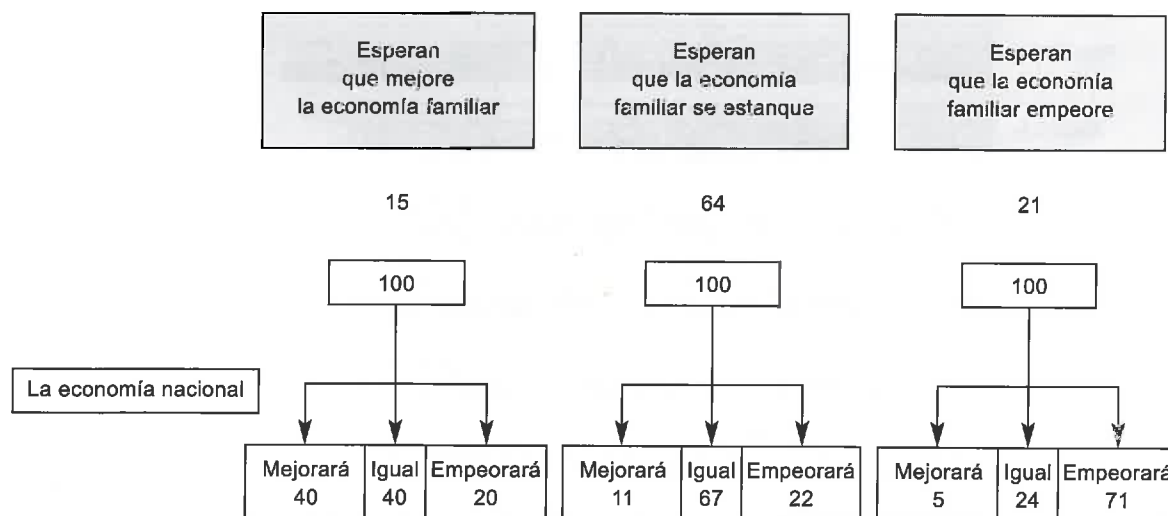 Esperan
que mejore
la economía familiar
Esperan
que la economía
familiar se estanque
Esperan
que la economía
familiar empeore
15
64
21
100
100
100
La economía nacional
Mejorará
40
Igual
40
Empeorará
20
Mejorará
11
Igual
67
Empeorará
22
Mejorará
5
Igual
24
Empeorará
71